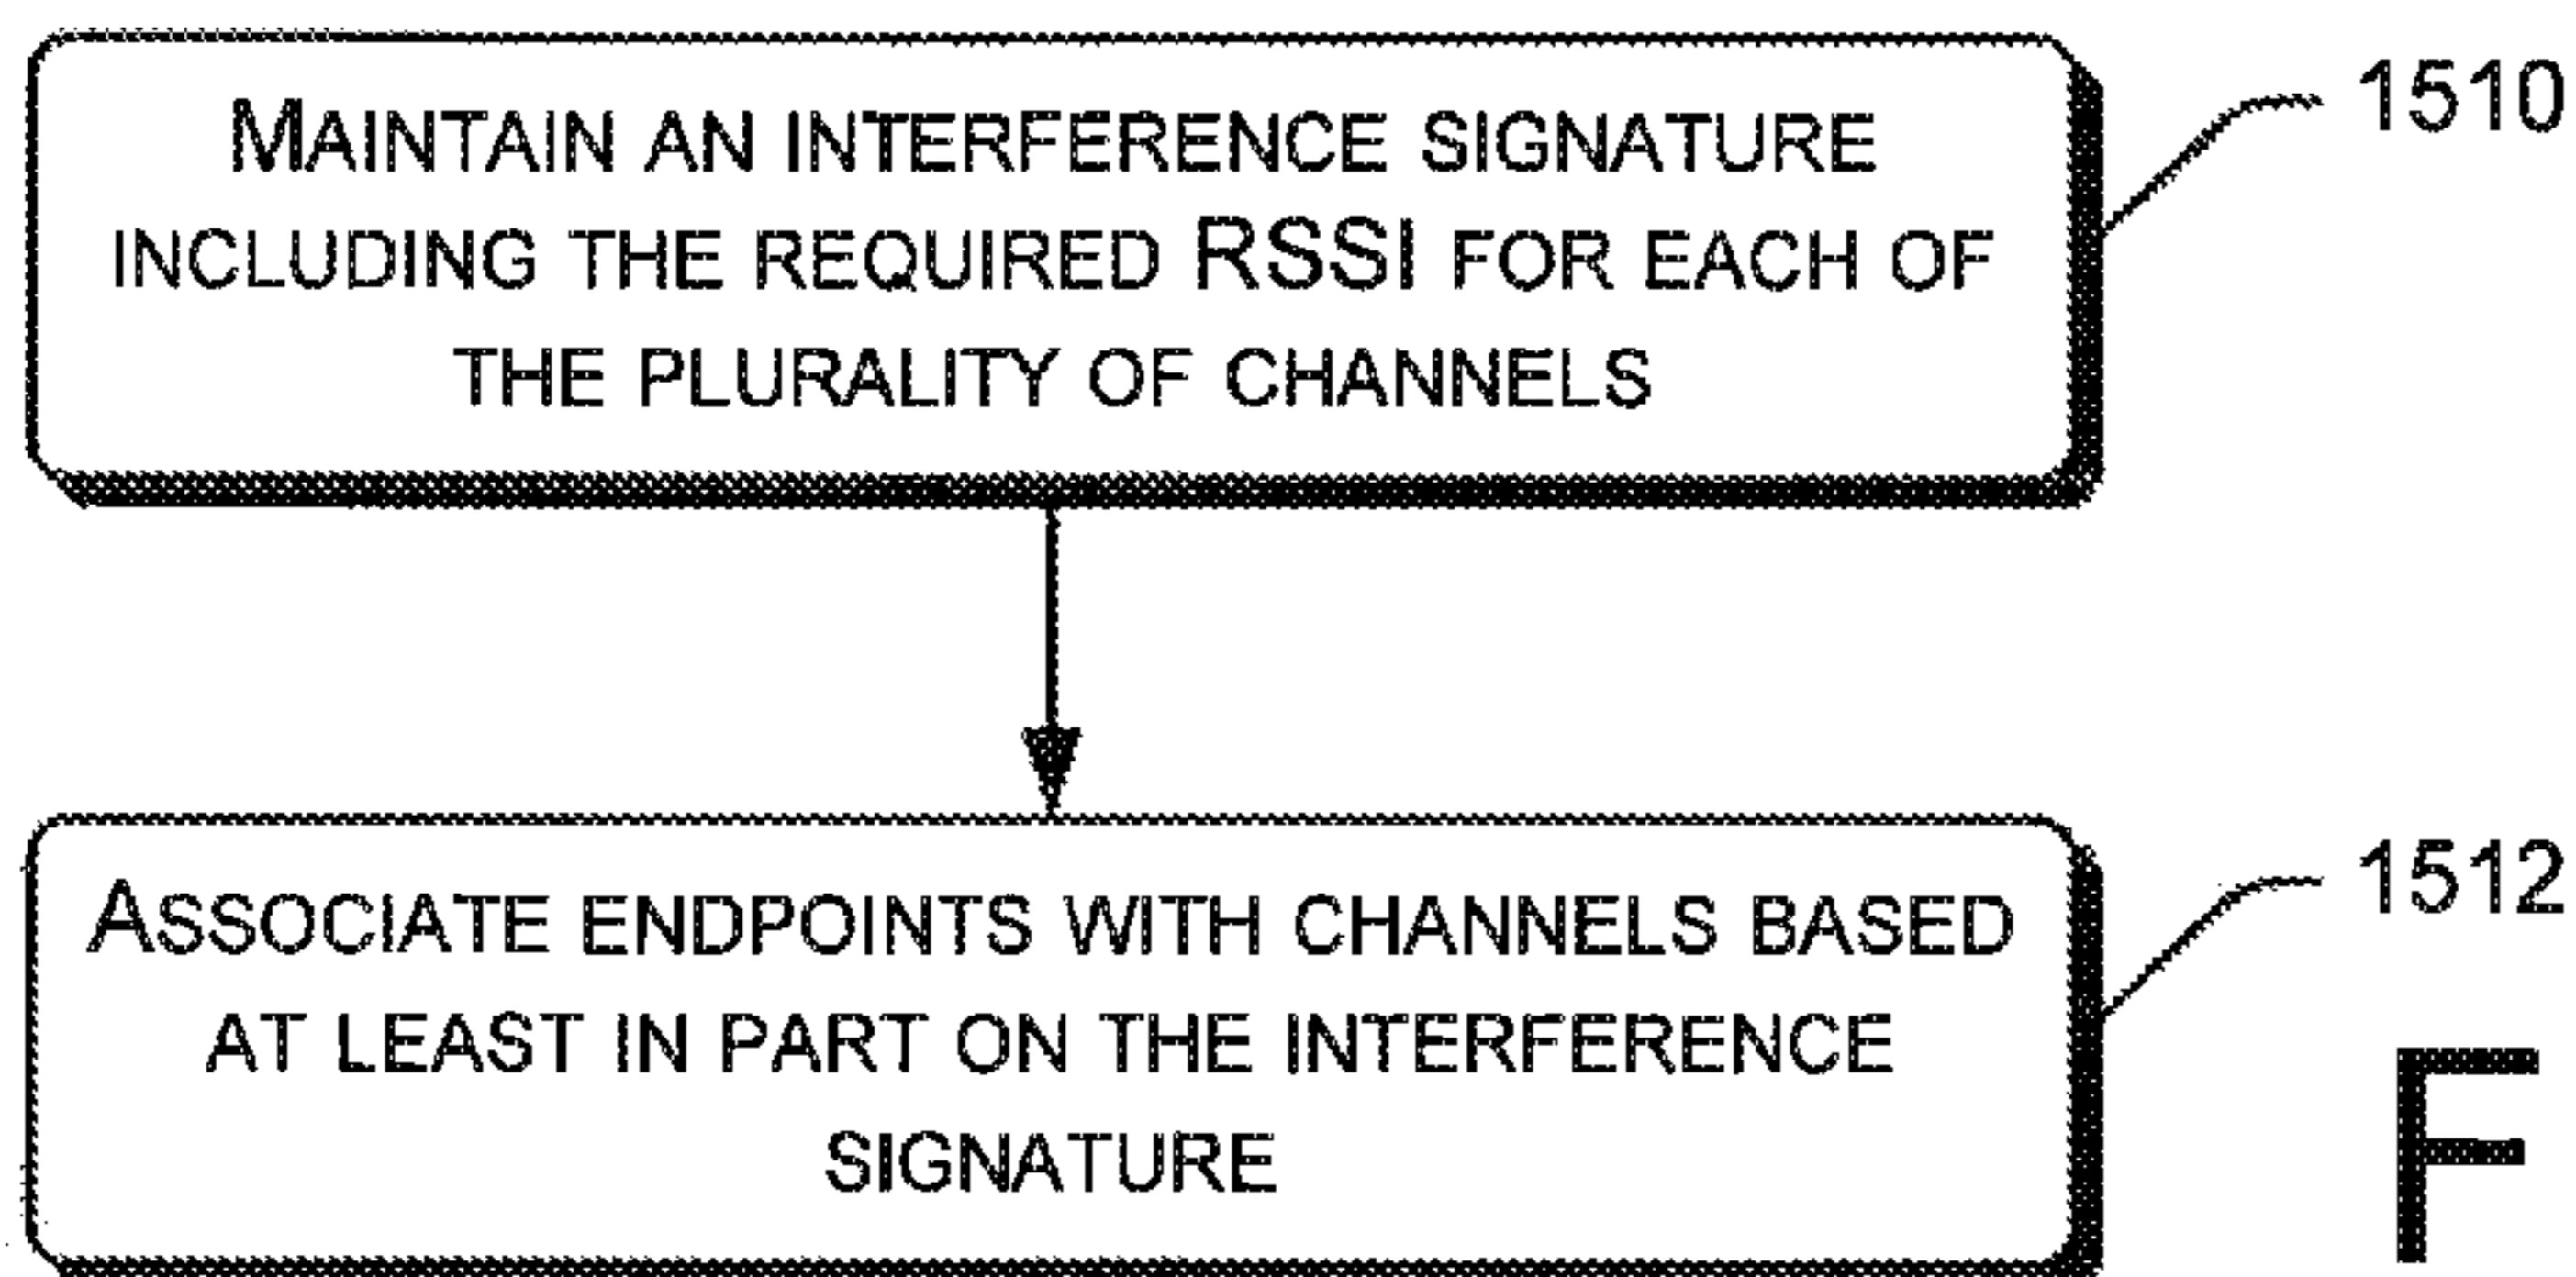 MAINTAIN AN INTERFERENCE SIGNATURE
INCLUDING THE REQUIRED RSSI FOR EACH OF
THE PLURALITY OF CHANNELS
1510
ASSOCIATE ENDPOINTS WITH CHANNELS BASED
AT LEAST IN PART ON THE INTERFERENCE
SIGNATURE
1512
F